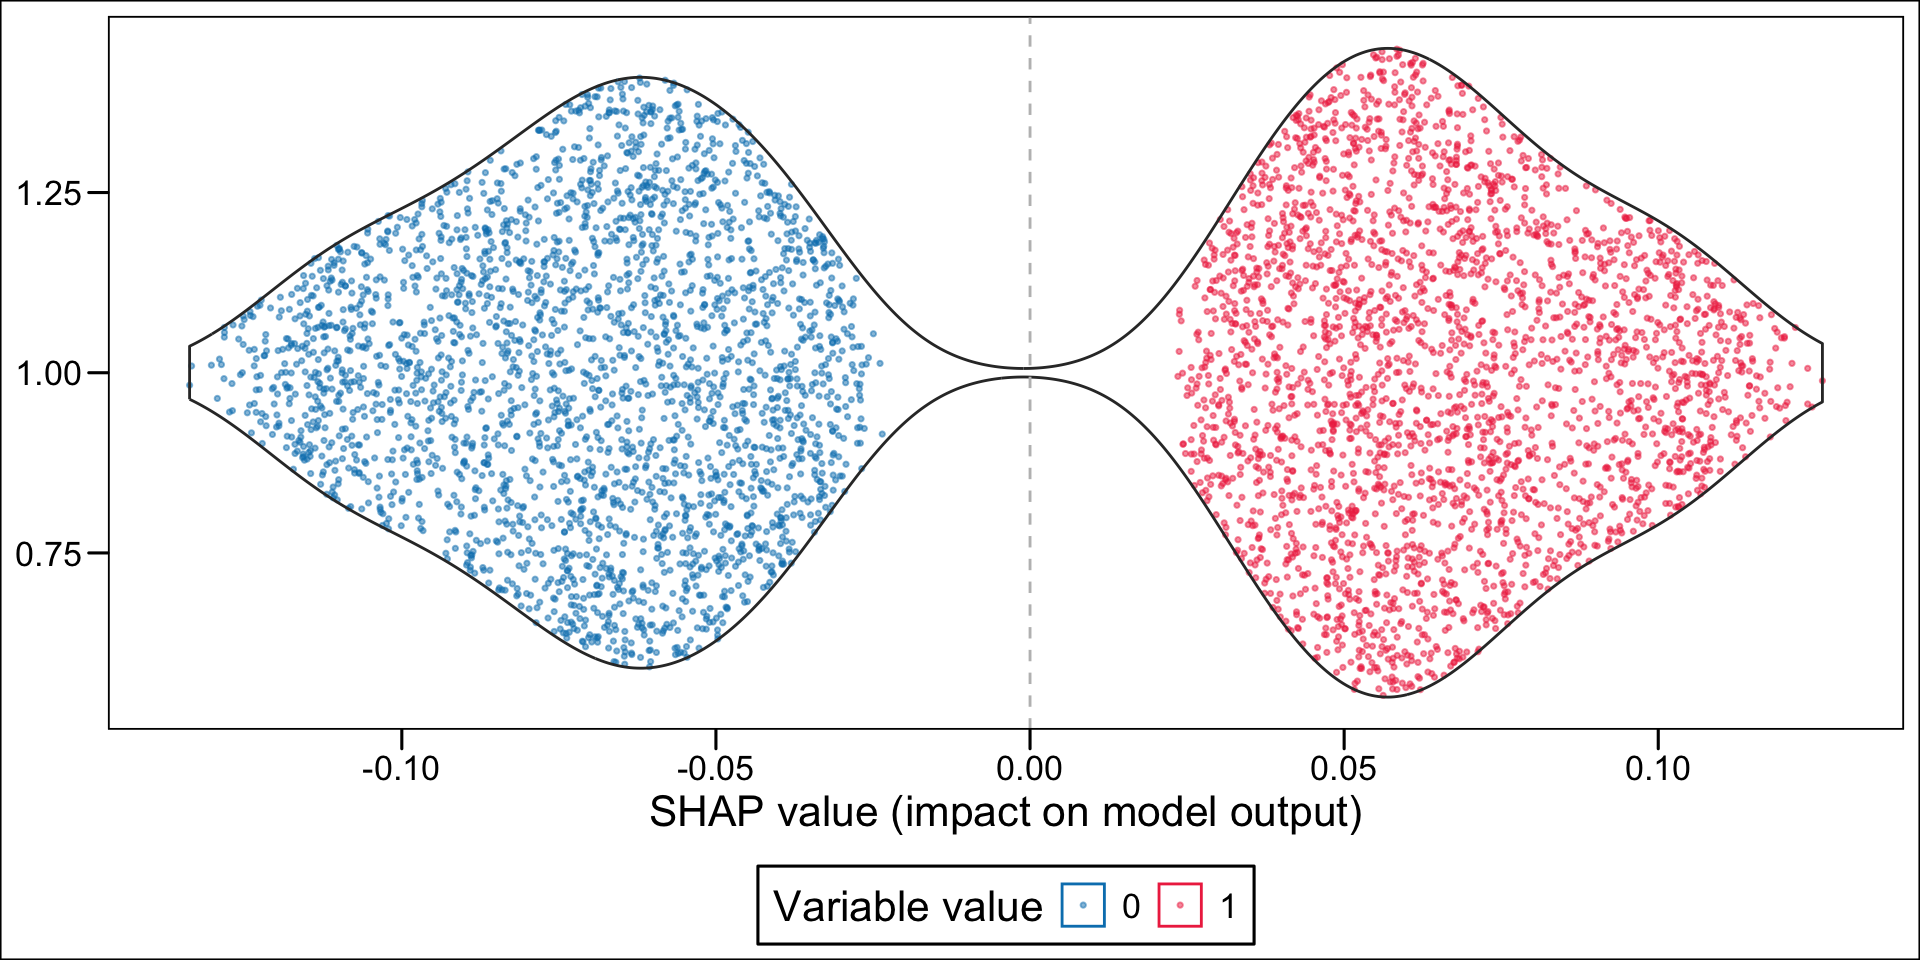 1.25
1.00
0.75
-0.10 -0.05 0.00 0.05 0.10
SHAP value (impact on model output)
Variable value 0 1